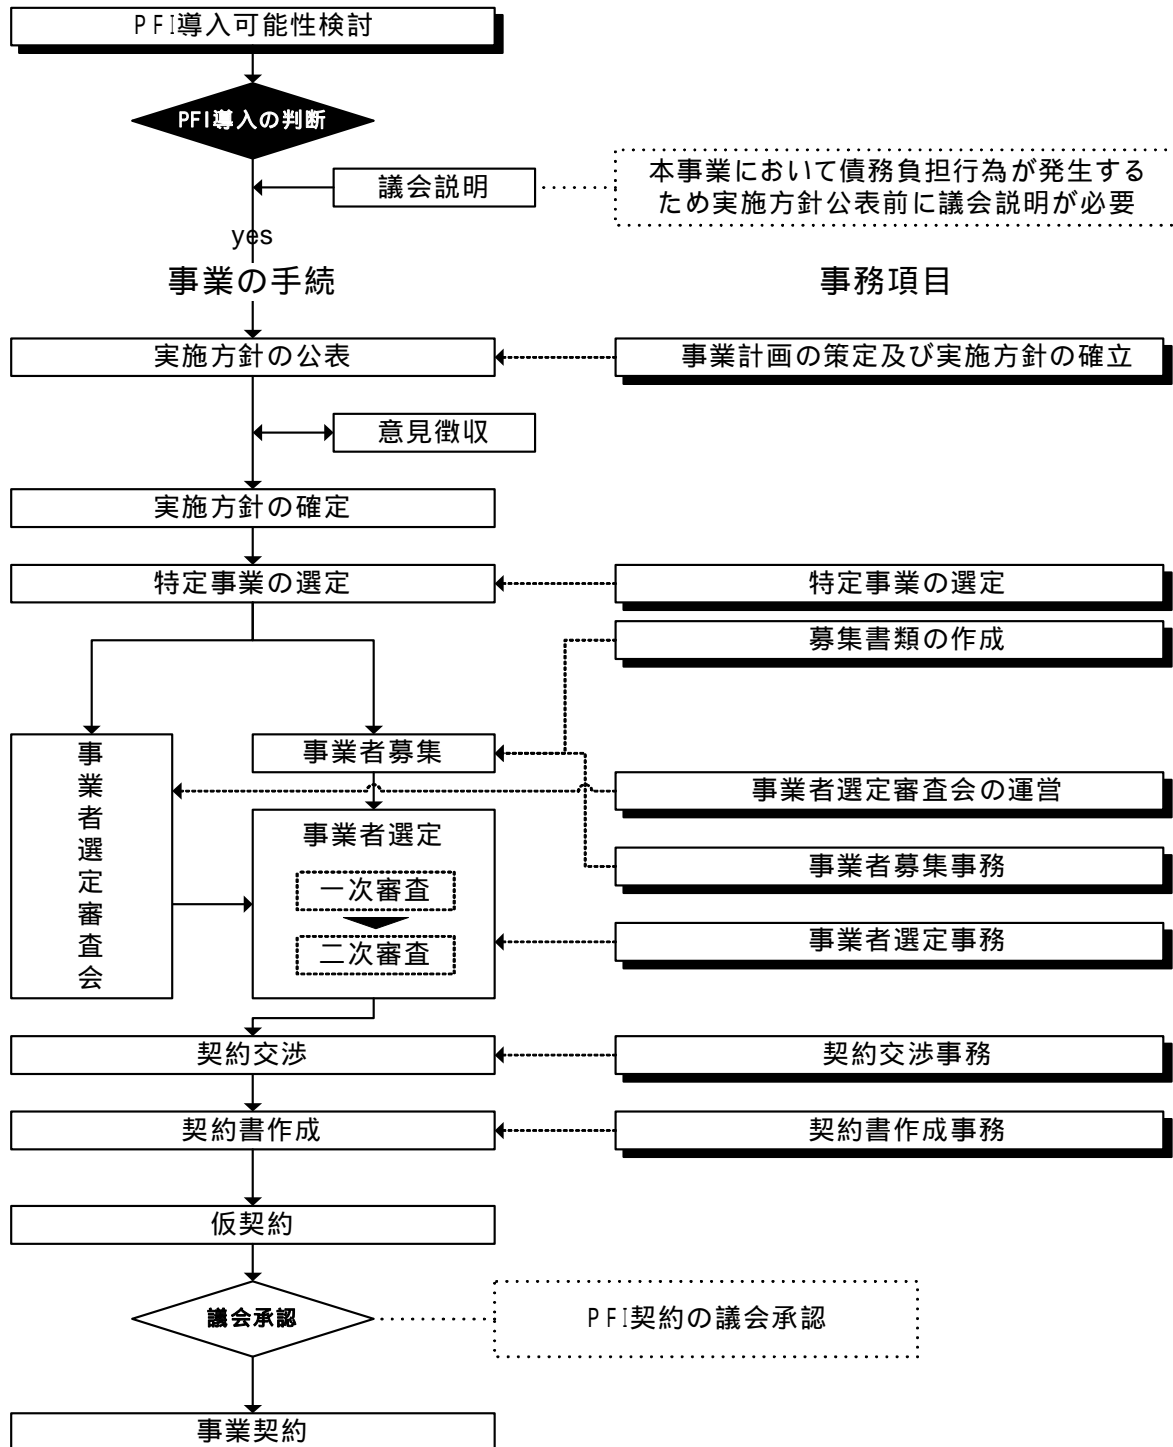 PFI導入可能性検討
PFI導入の判断
議会説明
本事業において債務負担行為が発生する
ため実施方針公表前に議会説明が必要
yes
事業の手続
事務項目
実施方針の公表
事業計画の策定及び実施方針の確立
意見徴収
実施方針の確定
特定事業の選定
特定事業の選定
募集書類の作成
事業者選定審査会
事業者募集
事業者選定審査会の運営
事業者選定
一次審査
事業者募集事務
二次審査
事業者選定事務
契約交渉
契約交渉事務
契約書作成
契約書作成事務
仮契約
議会承認
PFI契約の議会承認
事業契約